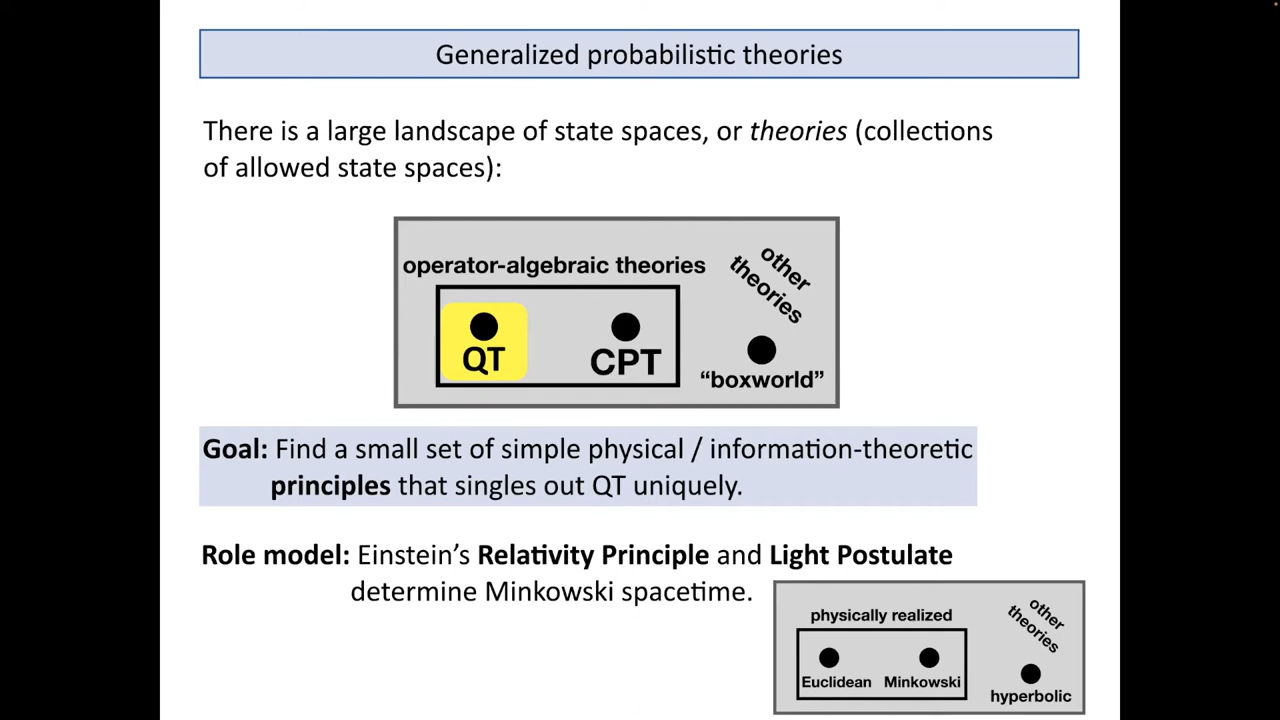 Generalized probabilistic theories
There is a large landscape of state spaces, or theories (collections
of allowed state spaces):
operator-algebraic theories
other
theories
QT
CPT
“boxworld”
Goal: Find a small set of simple physical / information-theoretic
principles that singles out QT uniquely.
Role model: Einstein’s Relativity Principle and Light Postulate
determine Minkowski spacetime.
physically realized
other
theories
Euclidean
Minkowski
hyperbolic